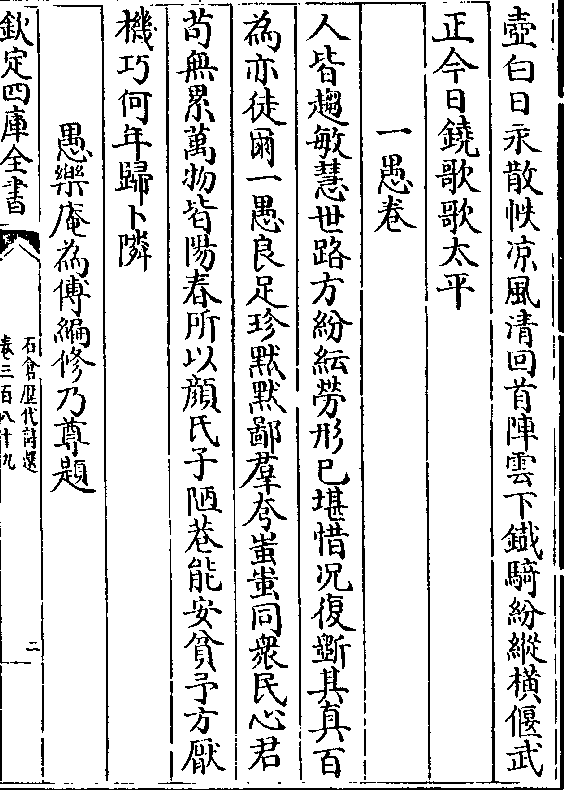 壺白日永散帙凉風清回首陣雲下鐵騎紛縱横偃武
正今日鐃歌歌太平
一愚卷
人皆趨敏慧世路方紛紜勞形已堪惜况復斵其真百
為亦徒爾一愚良足珍默默鄙羣夸蚩蚩同衆民心君
苟無累萬物皆陽春所以顔氏子陋巷能安貧予方厭
機巧何年歸卜隣
愚樂庵為傅編修乃尊題
欽定四庫全書
石倉歷代詩選
卷三百八十九
二